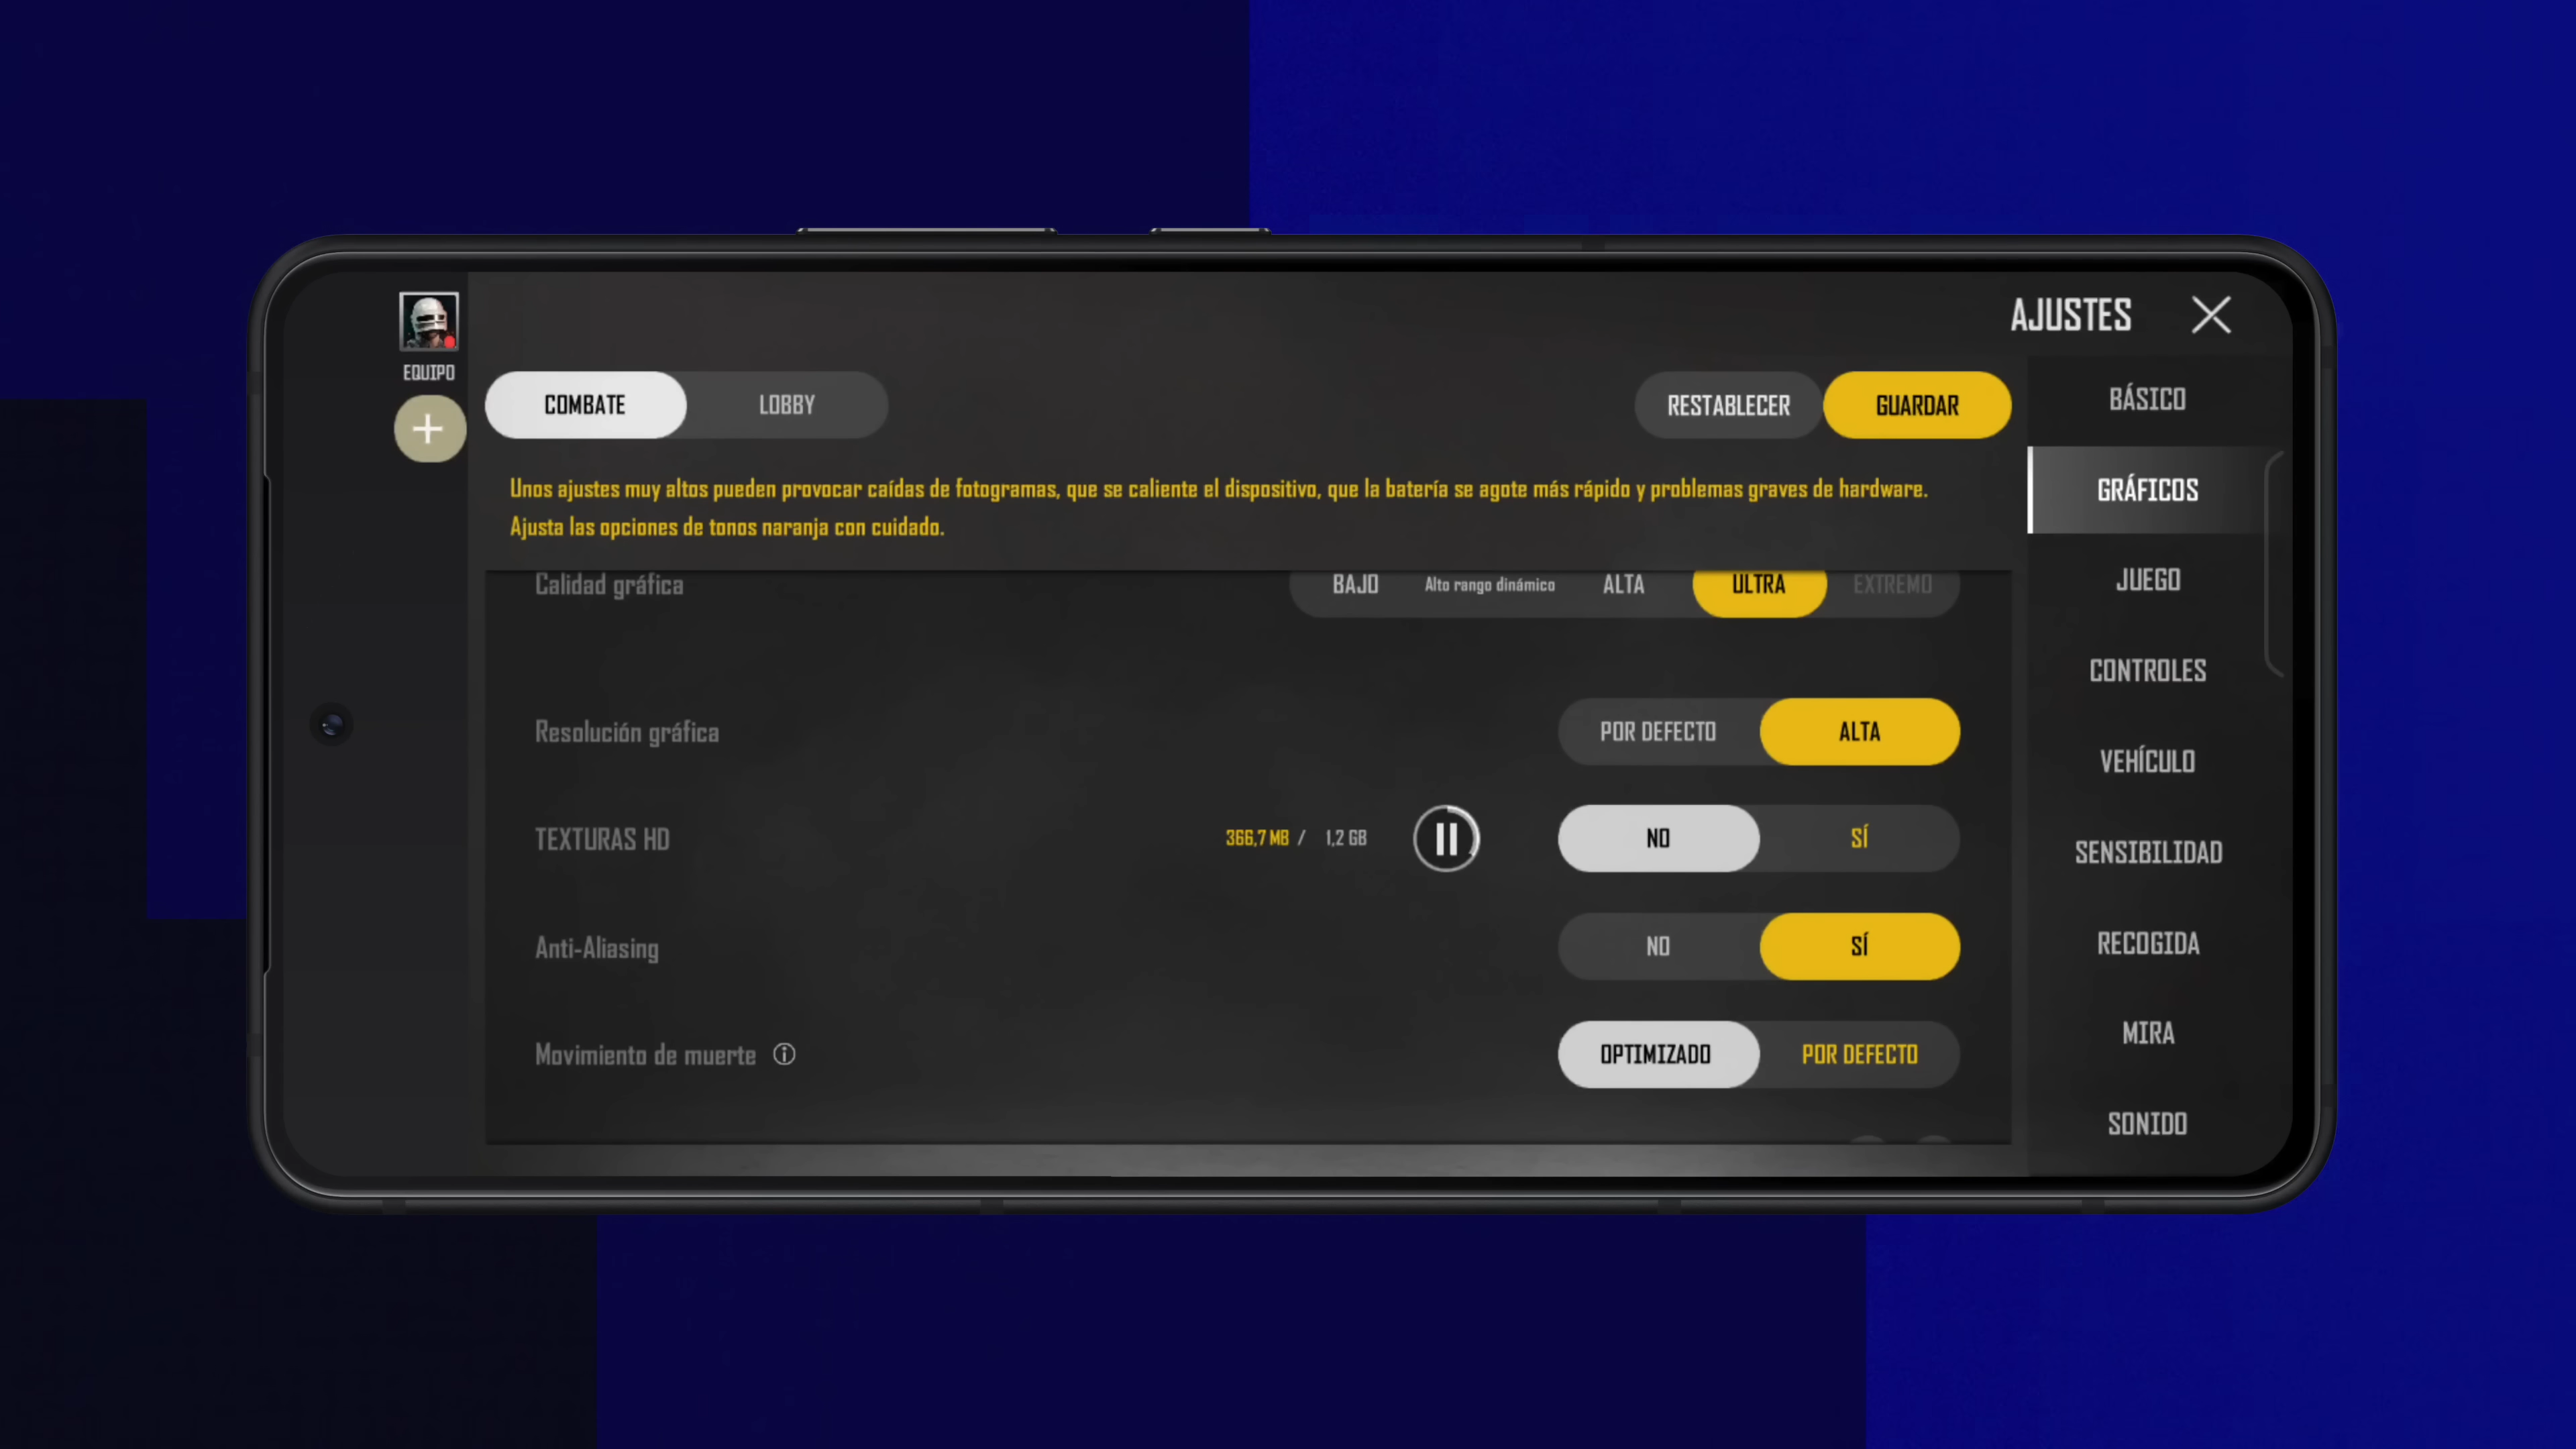 AJUSTES
EQUIPO
COMBATE LOBBY
RESTABLECER GUARDAR
Unos ajustes muy altos pueden provocar caídas de fotogramas, que se caliente el dispositivo, que la batería se agote más rápido y problemas graves de hardware.
Ajusta las opciones de tonos naranja con cuidado.
Calidad gráfica BAJO Alto rango dinámico ALTA ULTRA EXTREMO
Resolución gráfica POR DEFECTO ALTA
TEXTURAS HD 366,7 MB / 1,2 GB NO SÍ
Anti-Aliasing NO SÍ
Movimiento de muerte OPTIMIZADO POR DEFECTO
BÁSICO
GRÁFICOS
JUEGO
CONTROLES
VEHÍCULO
SENSIBILIDAD
RECOGIDA
MIRA
SONIDO